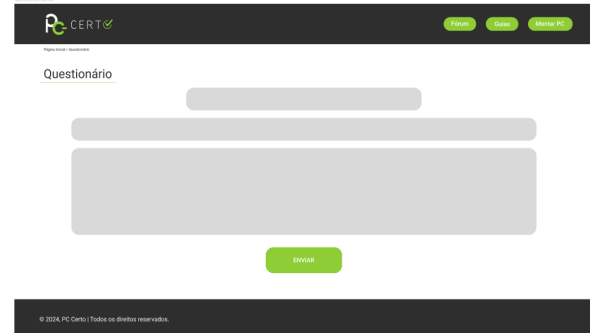 PC CERTO
Fórum
Guias
Montar PC
Página Inicial > Questionário
Questionário
ENVIAR
© 2024, PC Certo | Todos os direitos reservados.